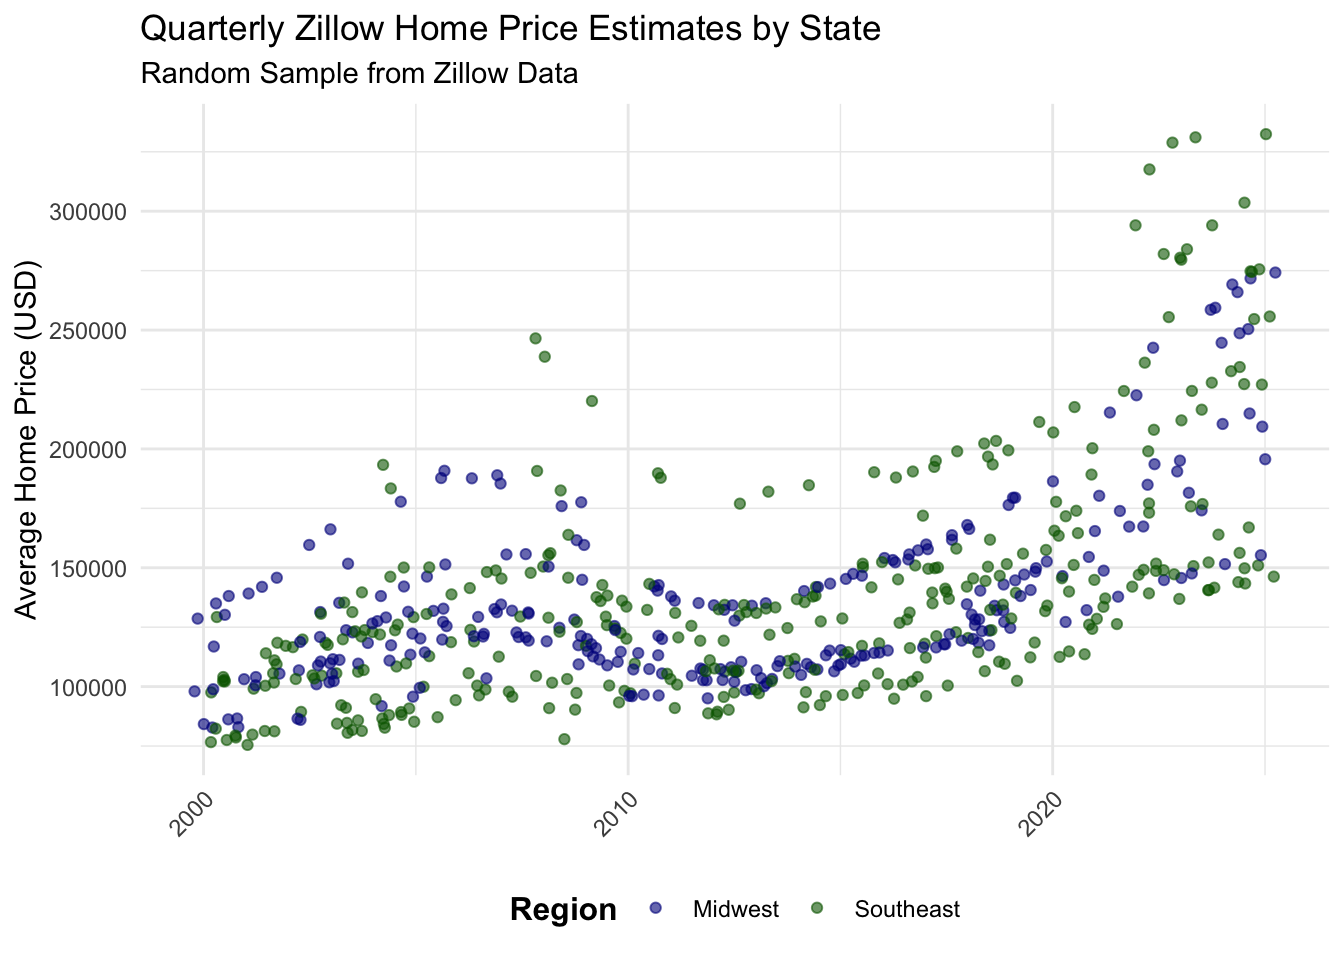 Quarterly Zillow Home Price Estimates by State
Random Sample from Zillow Data
Average Home Price (USD)
300000
250000
200000
150000
100000
2000
2010
2020
Region
Midwest
Southeast